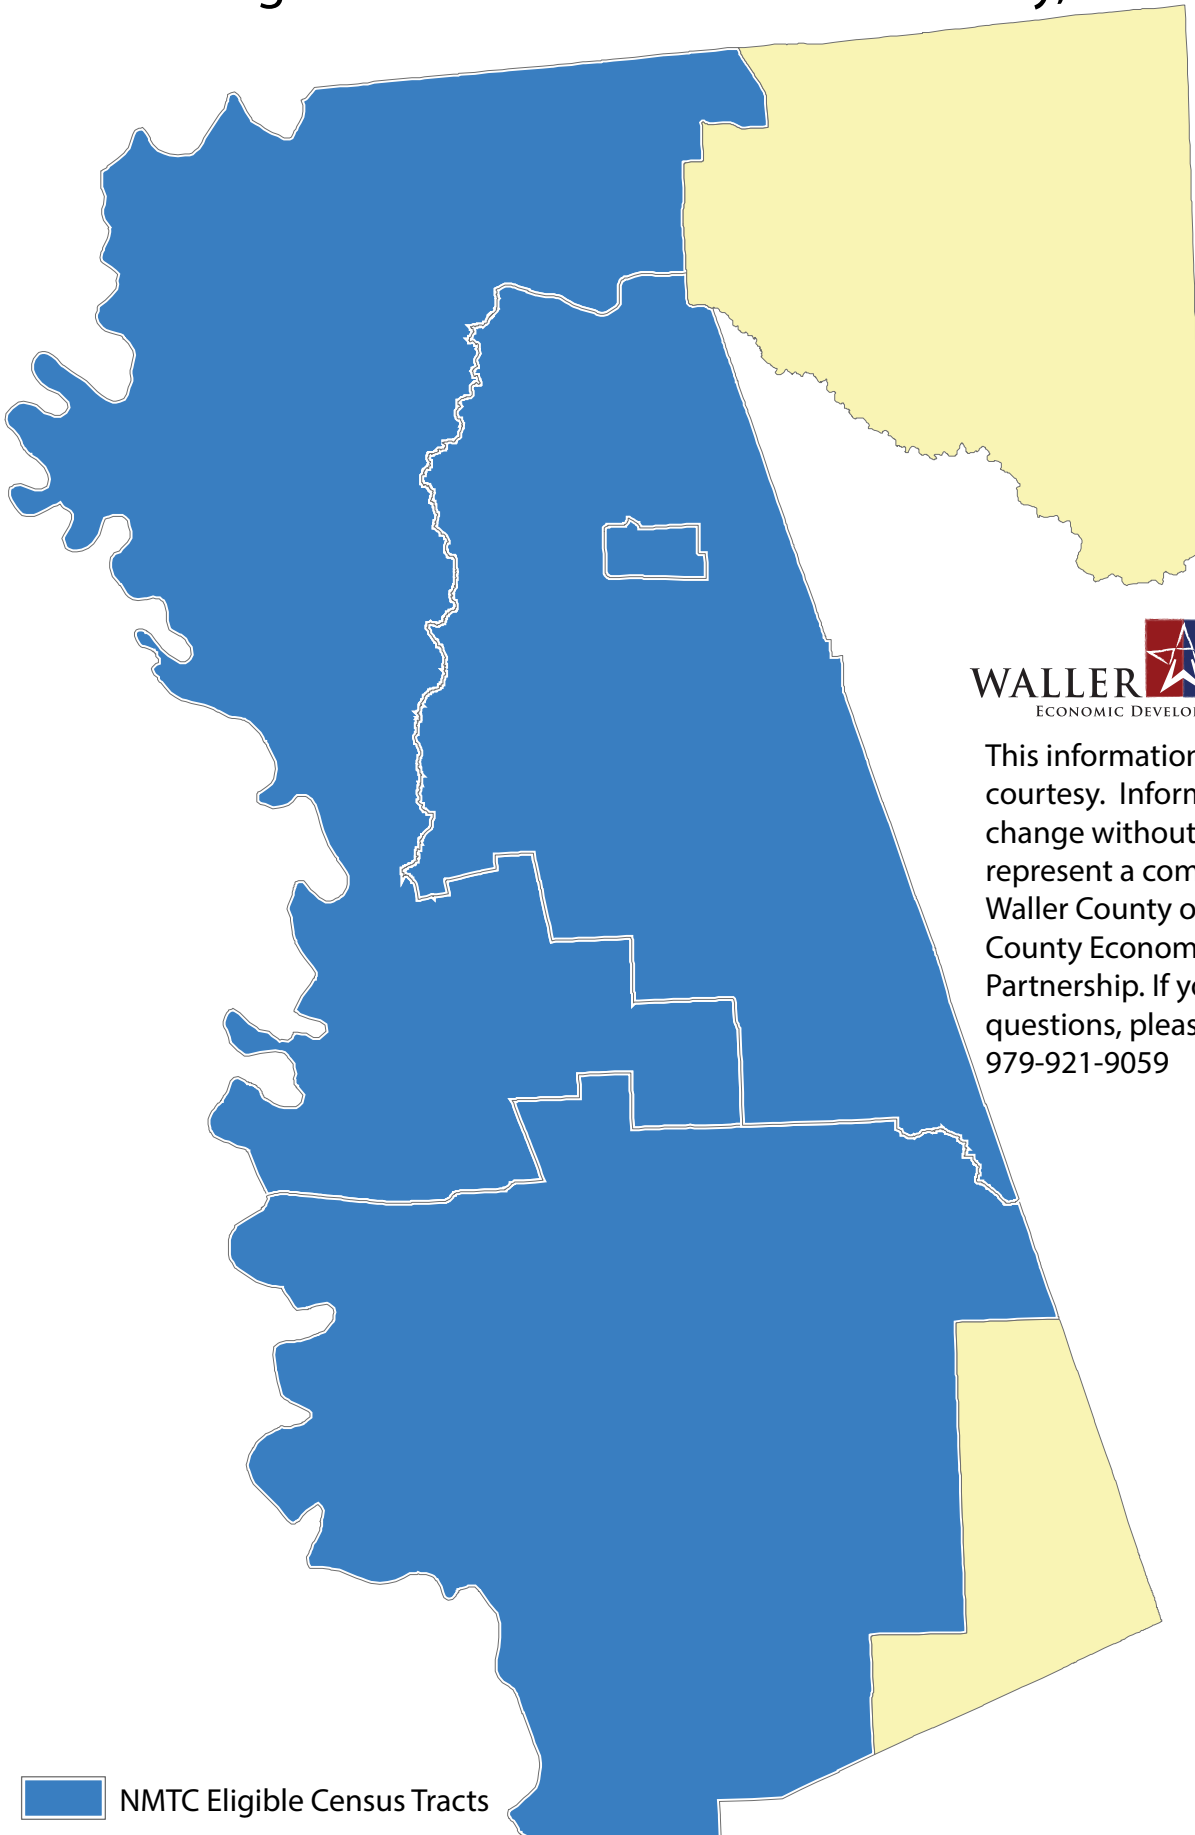 WALLER
ECONOMIC
This information
courtesy. Inform
change without
represent a com
Waller County o
County Econom
Partnership. If yo
questions, pleas
979-921-9059
NMTC Eligible Census Tracts